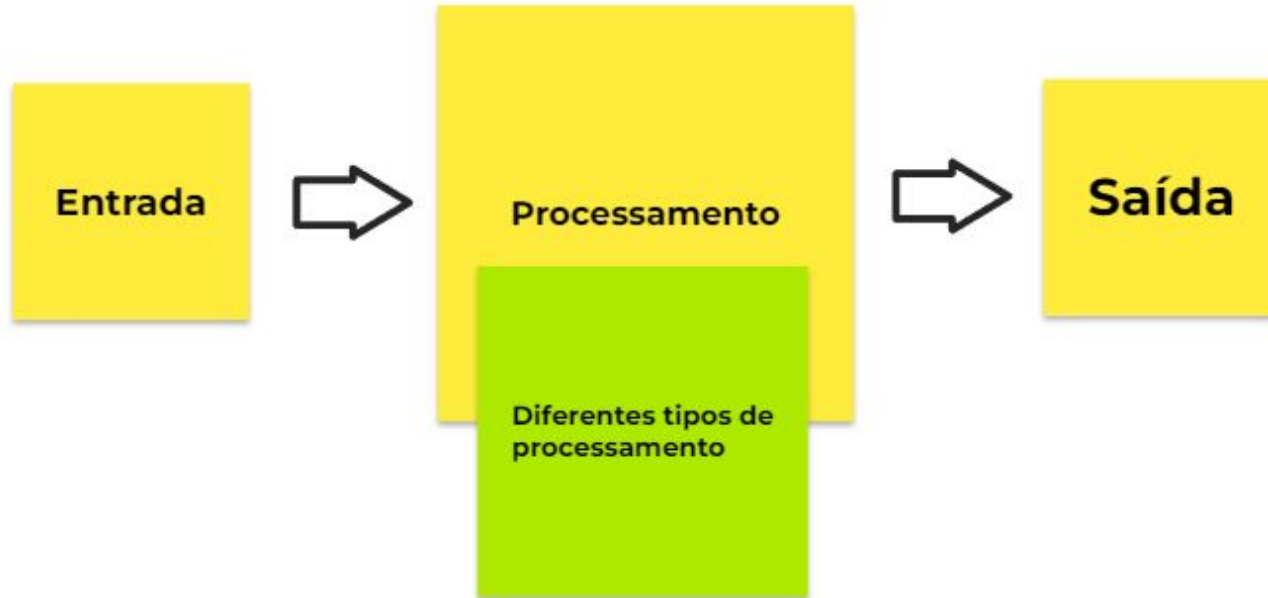 Entrada
Processamento
Saída
Diferentes tipos de
processamento